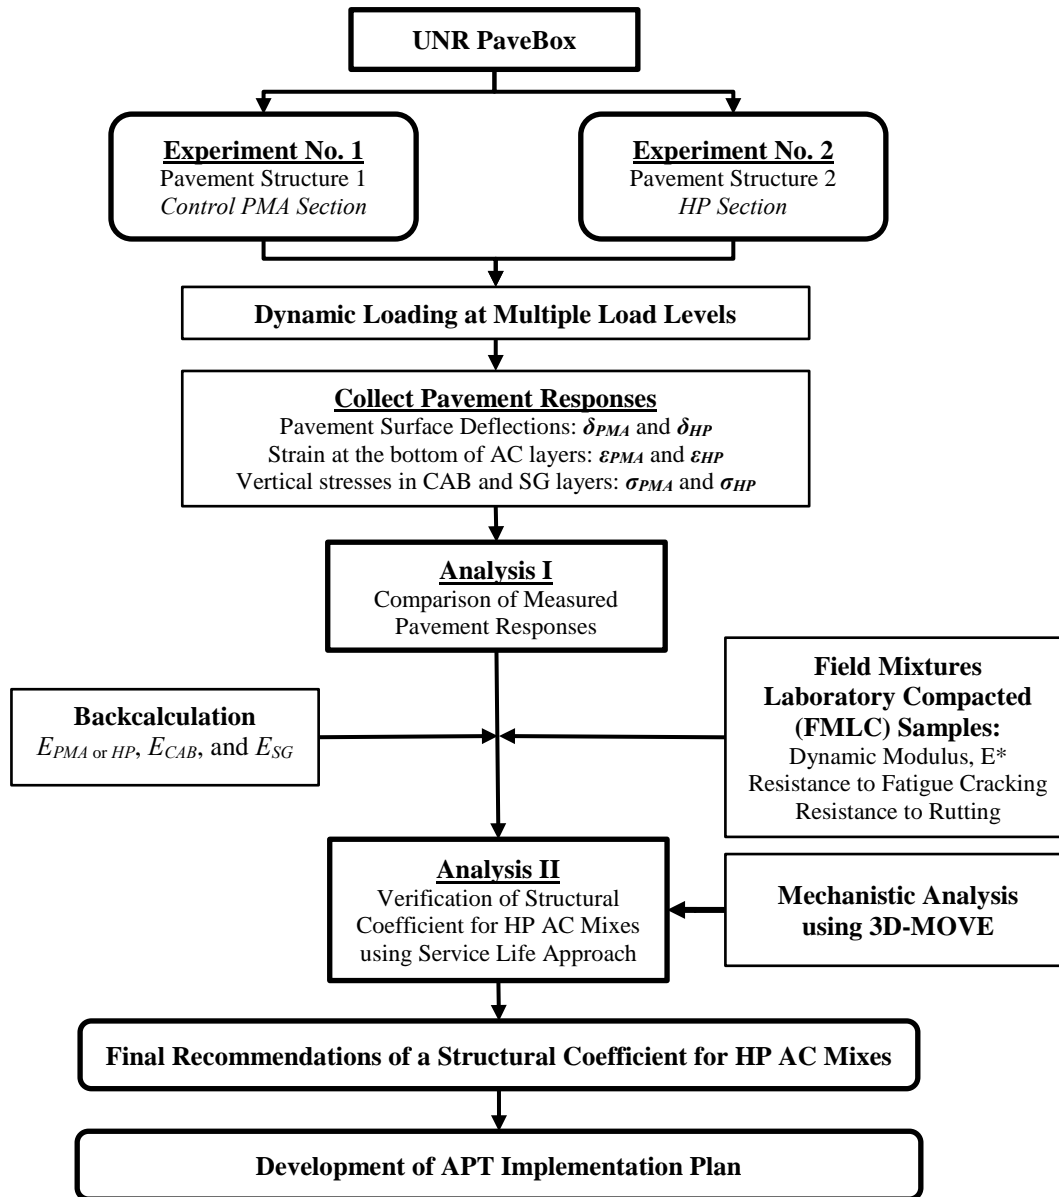 UNR PaveBox
Experiment No. 1
Pavement Structure 1
Control PMA Section
Experiment No. 2
Pavement Structure 2
HP Section
Dynamic Loading at Multiple Load Levels
Collect Pavement Responses
Pavement Surface Deflections: δPMA and δHP
Strain at the bottom of AC layers: εPMA and εHP
Vertical stresses in CAB and SG layers: σPMA and σHP
Analysis I
Comparison of Measured
Pavement Responses
Backcalculation
EPMA or HP, ECAB, and ESG
Field Mixtures
Laboratory Compacted
(FMLC) Samples:
Dynamic Modulus, E*
Resistance to Fatigue Cracking
Resistance to Rutting
Analysis II
Verification of Structural
Coefficient for HP AC Mixes
using Service Life Approach
Mechanistic Analysis
using 3D-MOVE
Final Recommendations of a Structural Coefficient for HP AC Mixes
Development of APT Implementation Plan